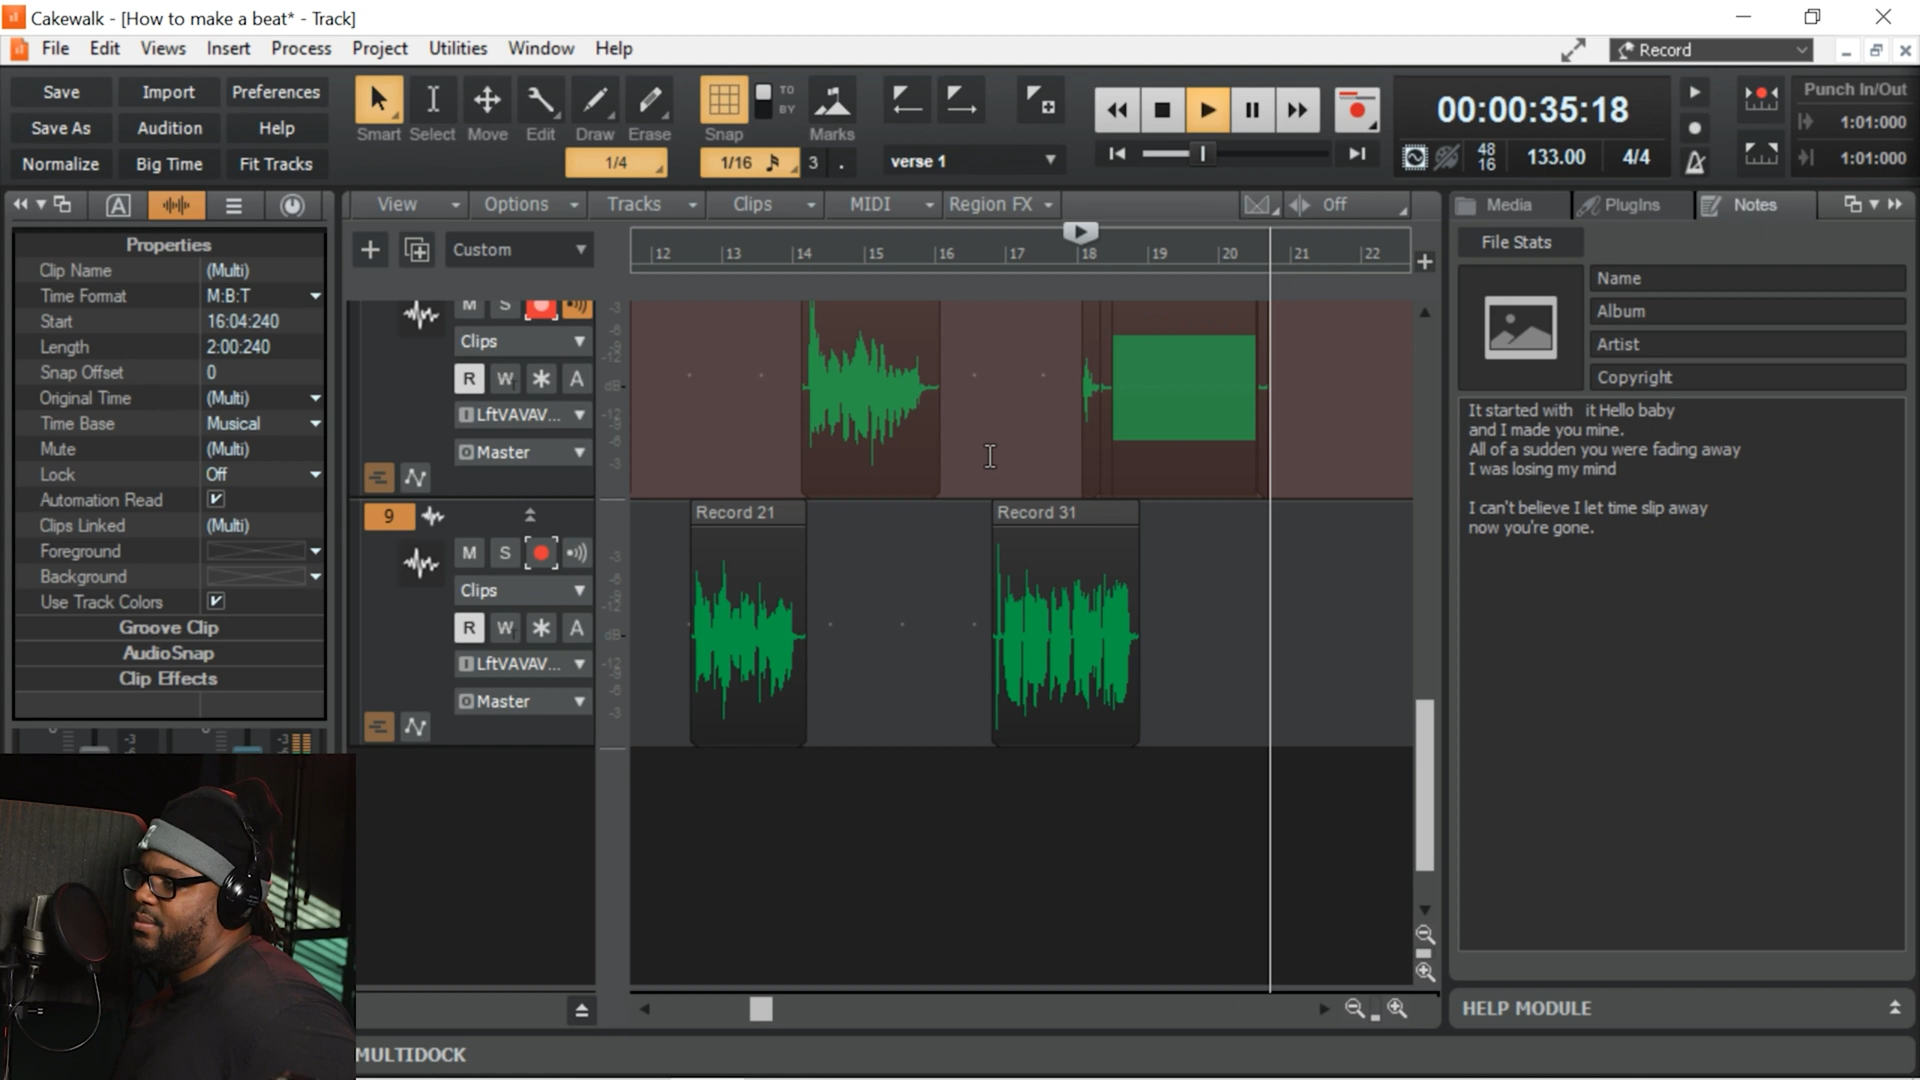 Cakewalk - [How to make a beat* - Track]
File Edit Views Insert Process Project Utilities Window Help
Record
Save Import Preferences
Save As Audition Help
Normalize Big Time Fit Tracks
Smart Select Move Edit Draw Erase Snap Marks
TO
BY
1/4 1/16 3 .
verse 1
00:00:35:18
48
16
133.00 4/4
Punch In/Out
1:01:000
1:01:000
View Options Tracks Clips MIDI Region FX Off
Media PlugIns Notes
Properties
Clip Name (Multi)
Time Format M:B:T
Start 16:04:240
Length 2:00:240
Snap Offset 0
Original Time (Multi)
Time Base Musical
Mute (Multi)
Lock Off
Automation Read
Clips Linked (Multi)
Foreground
Background
Use Track Colors
Groove Clip
AudioSnap
Clip Effects
Custom
12 13 14 15 16 17 18 19 20 21 22
M S
Clips
R W * A
LftVAVAV...
Master
9
M S
Clips
R W * A
LftVAVAV...
Master
Record 21
Record 31
File Stats
Name
Album
Artist
Copyright
It started with it Hello baby
and I made you mine.
All of a sudden you were fading away
I was losing my mind
I can't believe I let time slip away
now you're gone.
HELP MODULE
MULTIDOCK